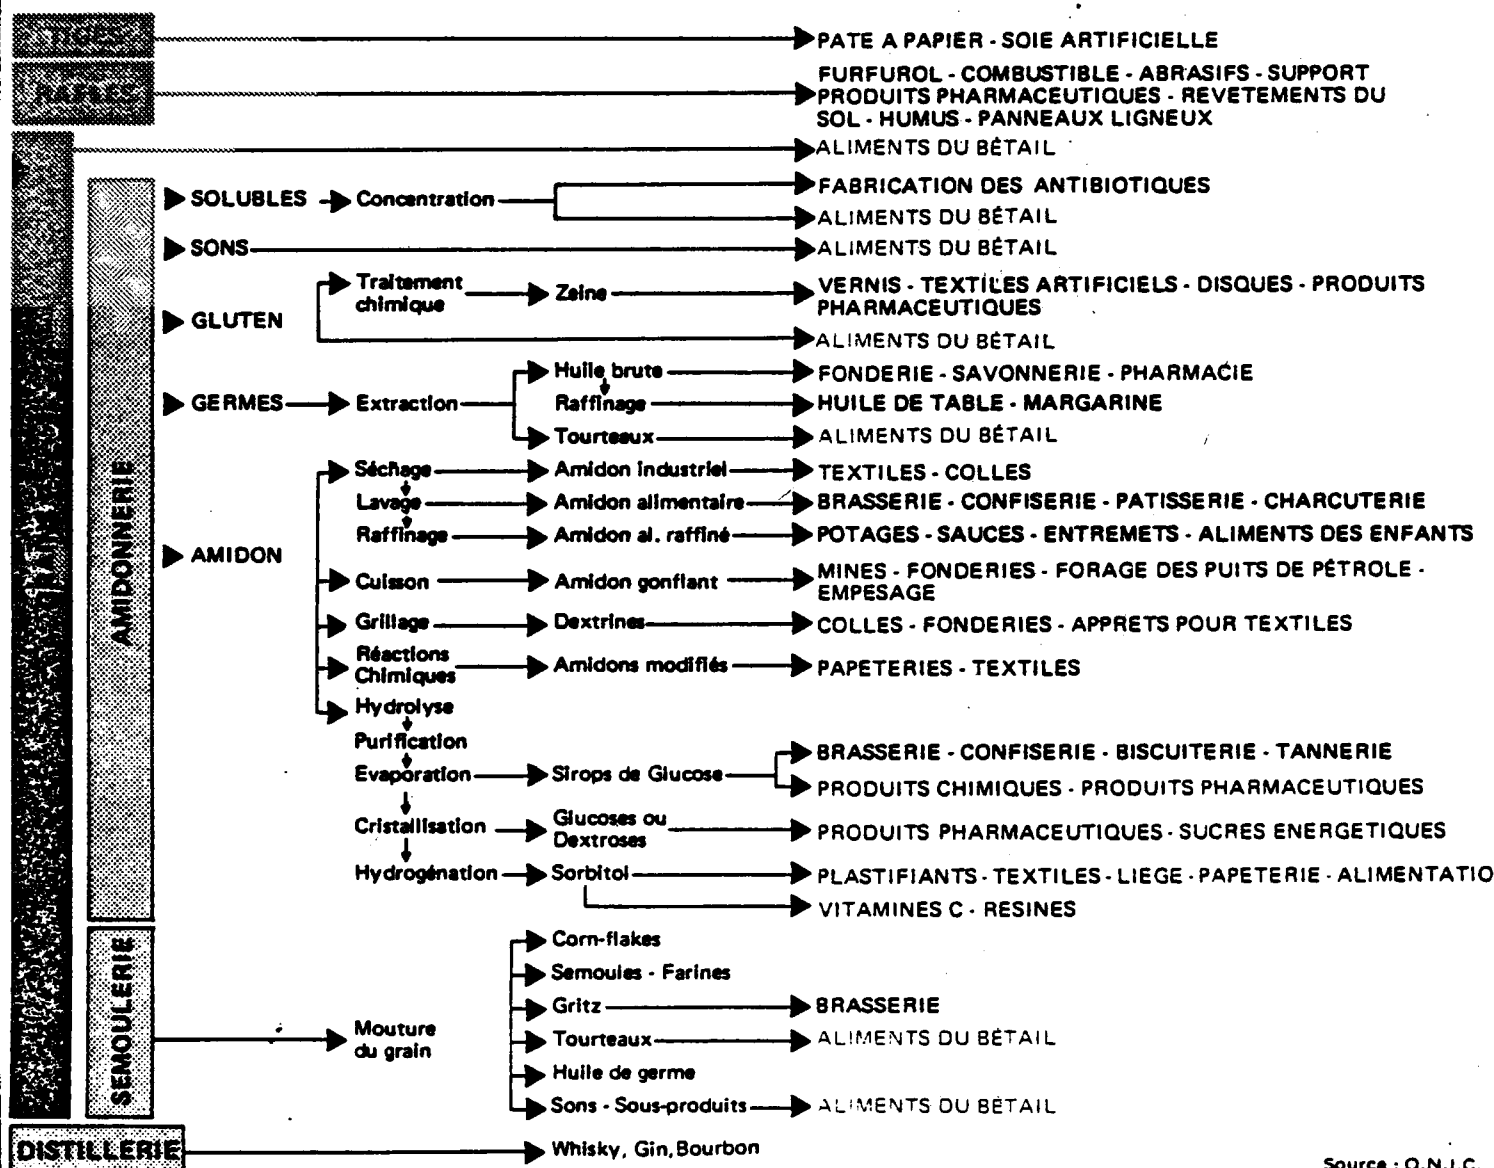 TIGES
PATE A PAPIER - SOIE ARTIFICIELLE
RAFLES
FURFUROL - COMBUSTIBLE - ABRASIFS - SUPPORT
PRODUITS PHARMACEUTIQUES - REVETEMENTS DU
SOL - HUMUS - PANNEAUX LIGNEUX
ALIMENTS DU BÉTAIL
AMIDONNERIE
SOLUBLES
Concentration
FABRICATION DES ANTIBIOTIQUES
ALIMENTS DU BÉTAIL
SONS
ALIMENTS DU BÉTAIL
GLUTEN
Traitement
chimique
Zeine
VERNIS - TEXTILES ARTIFICIELS - DISQUES - PRODUITS
PHARMACEUTIQUES
ALIMENTS DU BÉTAIL
GERMES
Extraction
Huile brute
FONDERIE - SAVONNERIE - PHARMACIE
Raffinage
HUILE DE TABLE - MARGARINE
Tourteaux
ALIMENTS DU BÉTAIL
AMIDON
Séchage
Amidon industriel
TEXTILES - COLLES
Lavage
Amidon alimentaire
BRASSERIE - CONFISERIE - PATISSERIE - CHARCUTERIE
Raffinage
Amidon al. raffiné
POTAGES - SAUCES - ENTREMETS - ALIMENTS DES ENFANTS
Cuisson
Amidon gonflant
MINES - FONDERIES - FORAGE DES PUITS DE PÉTROLE -
EMPESAGE
Grillage
Dextrines
COLLES - FONDERIES - APPRETS POUR TEXTILES
Réactions
Chimiques
Amidons modifiés
PAPETERIES - TEXTILES
Hydrolyse
Purification
Evaporation
Sirops de Glucose
BRASSERIE - CONFISERIE - BISCUITERIE - TANNERIE
PRODUITS CHIMIQUES - PRODUITS PHARMACEUTIQUES
Cristallisation
Glucoses ou
Dextroses
PRODUITS PHARMACEUTIQUES - SUCRES ENERGETIQUES
Hydrogénation
Sorbitol
PLASTIFIANTS - TEXTILES - LIEGE - PAPETERIE - ALIMENTATIO
VITAMINES C - RESINES
SEMOULERIE
Mouture
du grain
Corn-flakes
Semoules - Farines
Gritz
BRASSERIE
Tourteaux
ALIMENTS DU BÉTAIL
Huile de germe
Sons - Sous-produits
ALIMENTS DU BÉTAIL
DISTILLERIE
Whisky, Gin, Bourbon
Source : O.N.I.C.